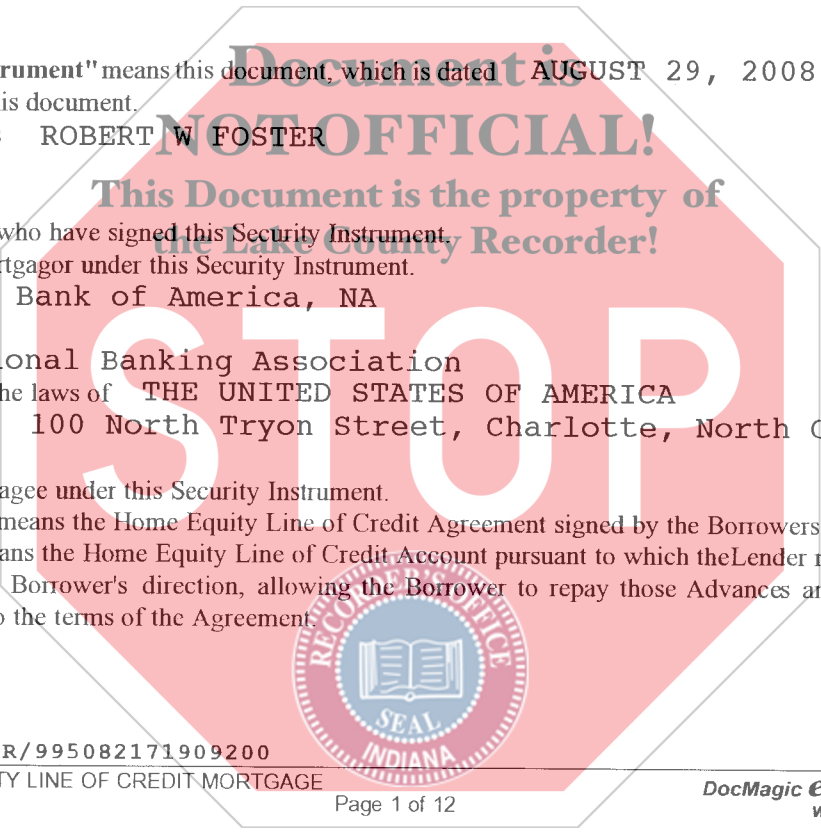 rument" means this document, which is dated AUGUST 29, 2008
is document.
ROBERT W FOSTER
Document is
NOT OFFICIAL!
This Document is the property of
the Lake County Recorder!
who have signed this Security Instrument.
rtgagor under this Security Instrument.
Bank of America, NA
ional Banking Association
he laws of THE UNITED STATES OF AMERICA
100 North Tryon Street, Charlotte, North C
STOP
agee under this Security Instrument.
means the Home Equity Line of Credit Agreement signed by the Borrowers
ans the Home Equity Line of Credit Account pursuant to which theLender
Borrower's direction, allowing the Borrower to repay those Advances an
o the terms of the Agreement.
RECORDER'S OFFICE
SEAL
INDIANA
R/995082171909200
TY LINE OF CREDIT MORTGAGE
Page 1 of 12
DocMagic e
w